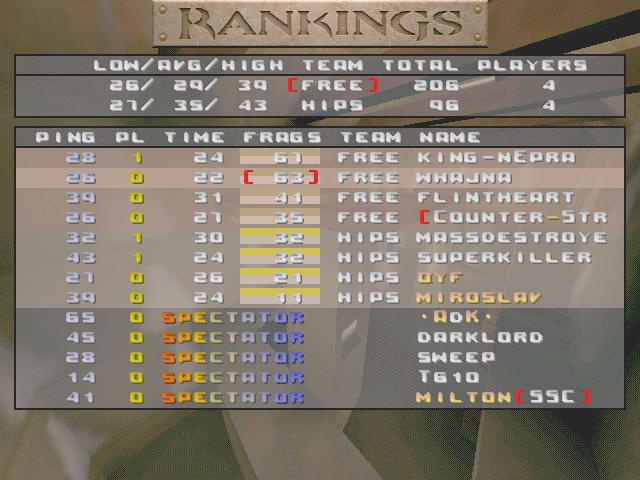 RANKINGS
LOW/AVG/HIGH TEAM TOTAL PLAYERS
26/ 29/ 39 [FREE] 206 4
27/ 35/ 43 HIPS 96 4
PING PL TIME FRAGS TEAM NAME
28 1 24 67 FREE KING-NEPRA
26 0 22 [ 63] FREE WHAJNA
39 0 31 41 FREE FLINTHEART
26 0 27 35 FREE [COUNTER-STR
32 1 30 32 HIPS MASSDESTROYE
43 1 24 32 HIPS SUPERKILLER
27 0 26 21 HIPS OYF
39 0 24 11 HIPS MIROSLAV
65 0 SPECTATOR ·ADK·
45 0 SPECTATOR DARKLORD
28 0 SPECTATOR SWEEP
14 0 SPECTATOR T610
41 0 SPECTATOR MILTON[SSC]